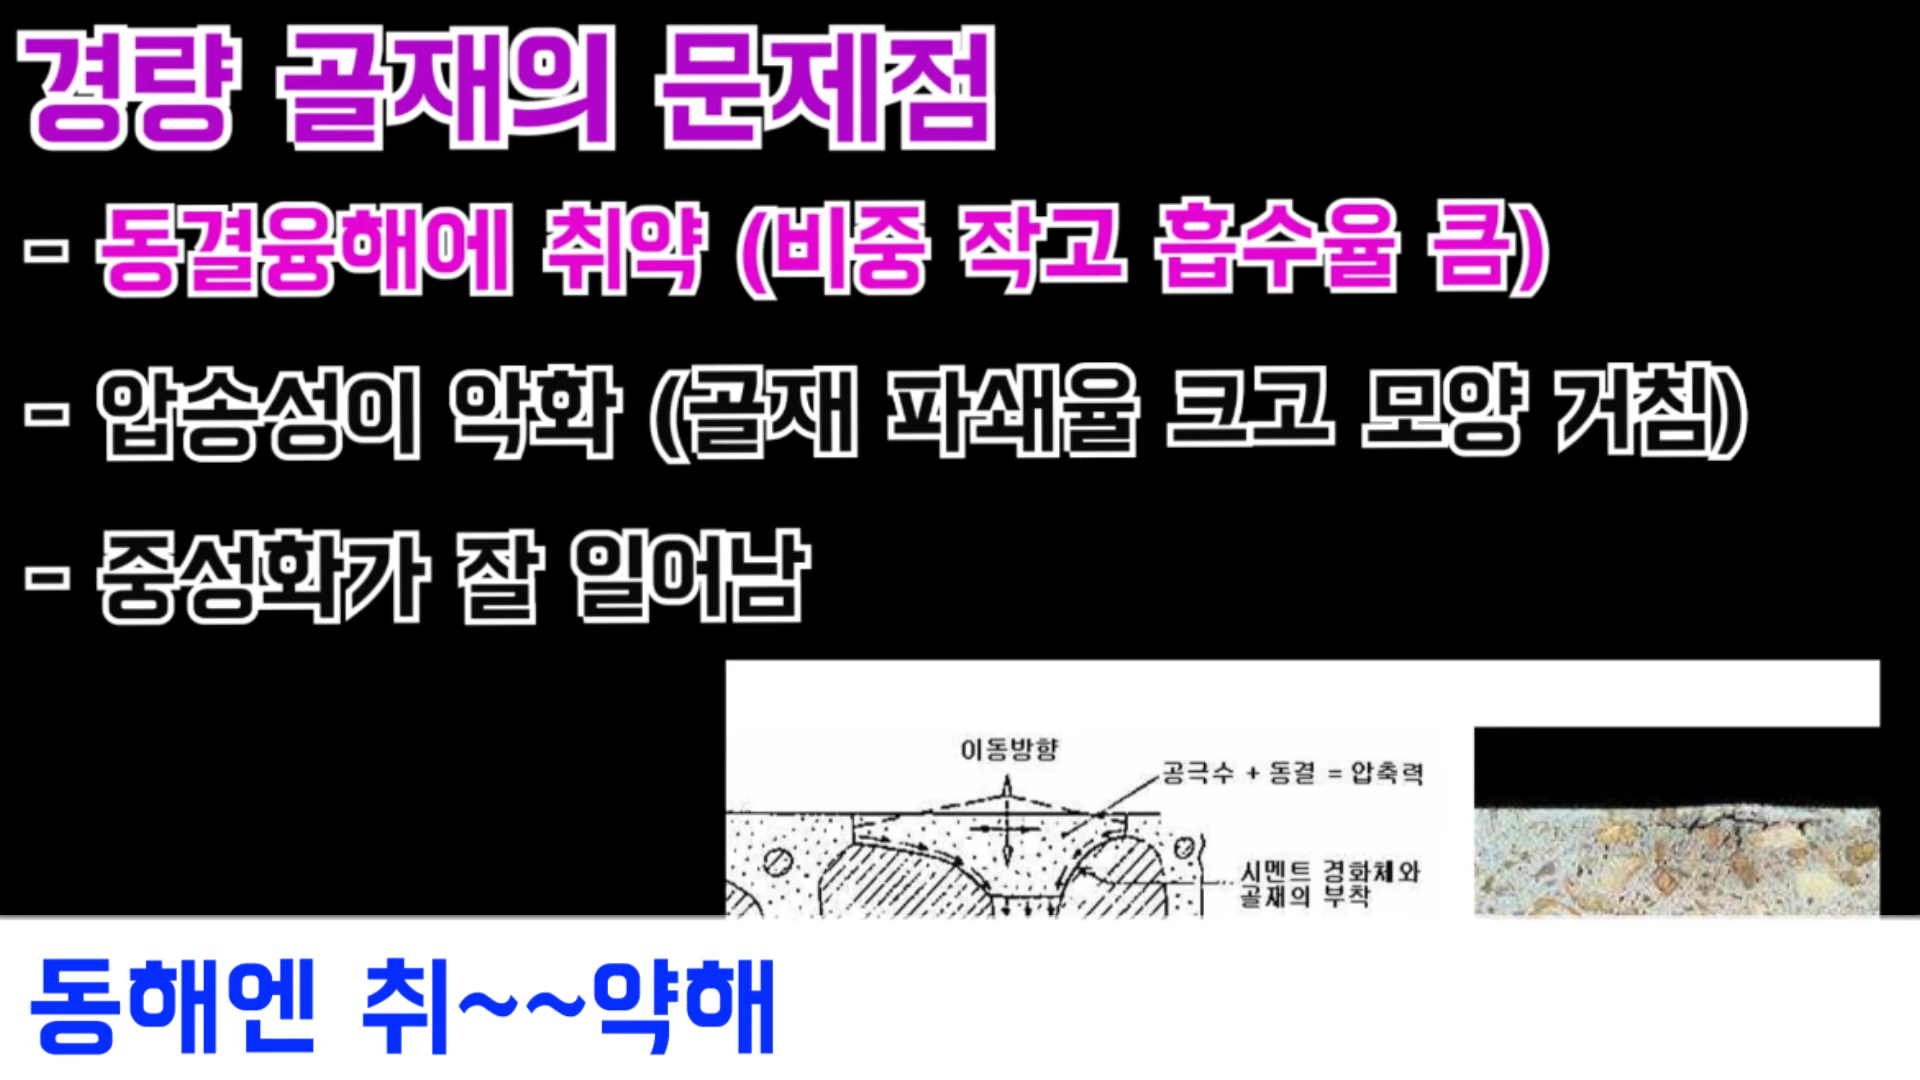 경량 골재의 문제점
- 동결융해에 취약 (비중 작고 흡수율 큼)
- 압송성이 악화 (골재 파쇄율 크고 모양 거침)
- 중성화가 잘 일어남
이동방향
공극수 + 동결 = 압축력
시멘트 경화체와
골재의 부착
동해엔 취~~약해